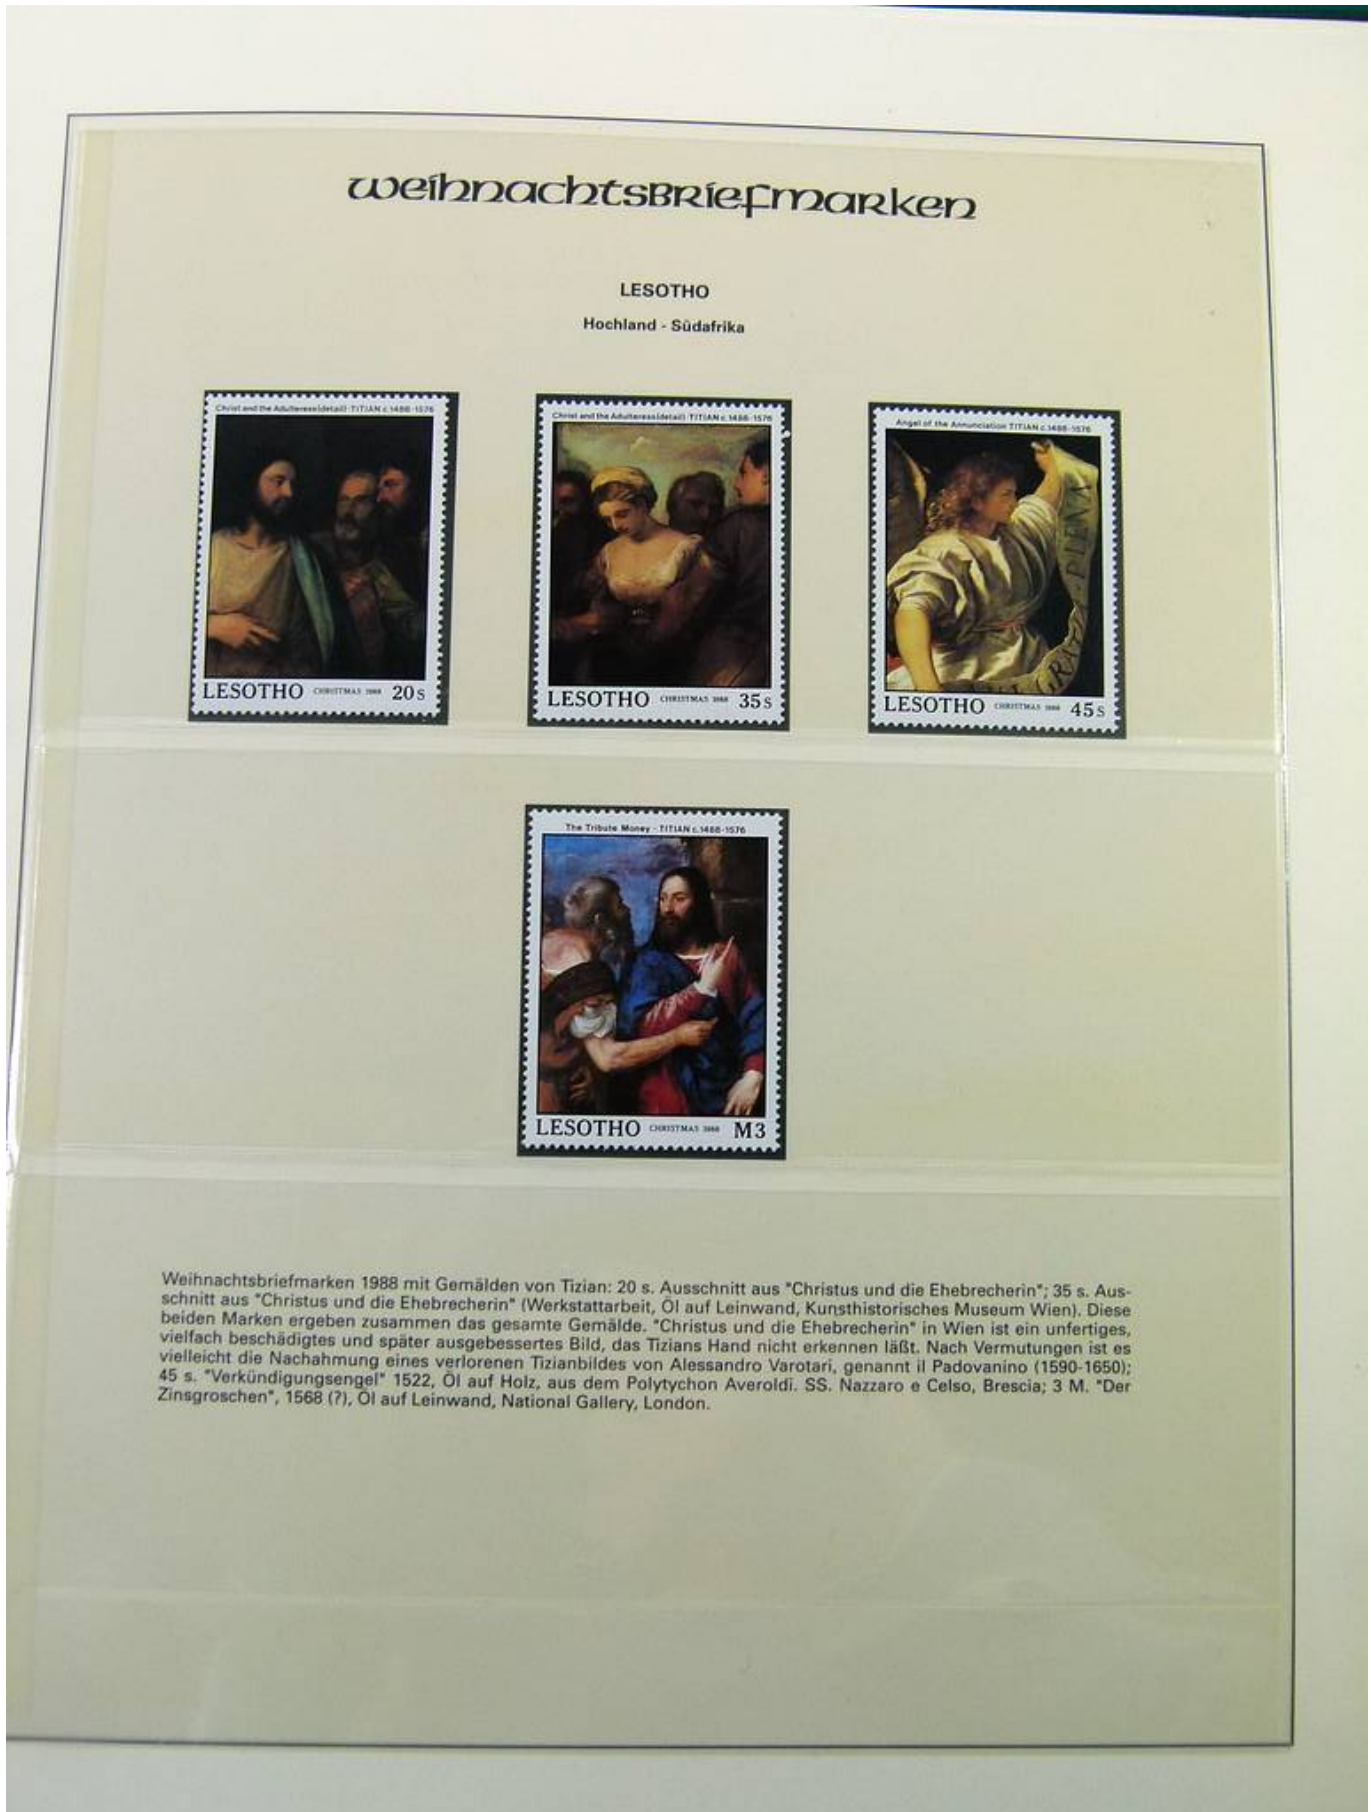 weihnachtsBRiefmarken
LESOTHO
Hochland - Südafrika
Christ and the Adulteress(detail) · TITIAN c.1488-1576
LESOTHO CHRISTMAS 1988 20s
Christ and the Adulteress(detail) · TITIAN c.1488-1576
LESOTHO CHRISTMAS 1988 35s
Angel of the Annunciation TITIAN c.1488-1576
PLENA
GRATIA
LESOTHO CHRISTMAS 1988 45s
The Tribute Money · TITIAN c.1488-1576
LESOTHO CHRISTMAS 1988 M3
Weihnachtsbriefmarken 1988 mit Gemälden von Tizian: 20 s. Ausschnitt aus "Christus und die Ehebrecherin"; 35 s. Aus-
schnitt aus "Christus und die Ehebrecherin" (Werkstattarbeit, Öl auf Leinwand, Kunsthistorisches Museum Wien). Diese
beiden Marken ergeben zusammen das gesamte Gemälde. "Christus und die Ehebrecherin" in Wien ist ein unfertiges,
vielfach beschädigtes und später ausgebessertes Bild, das Tizians Hand nicht erkennen läßt. Nach Vermutungen ist es
vielleicht die Nachahmung eines verlorenen Tizianbildes von Alessandro Varotari, genannt il Padovanino (1590-1650);
45 s. "Verkündigungsengel" 1522, Öl auf Holz, aus dem Polytychon Averoldi. SS. Nazzaro e Celso, Brescia; 3 M. "Der
Zinsgroschen", 1568 (?), Öl auf Leinwand, National Gallery, London.